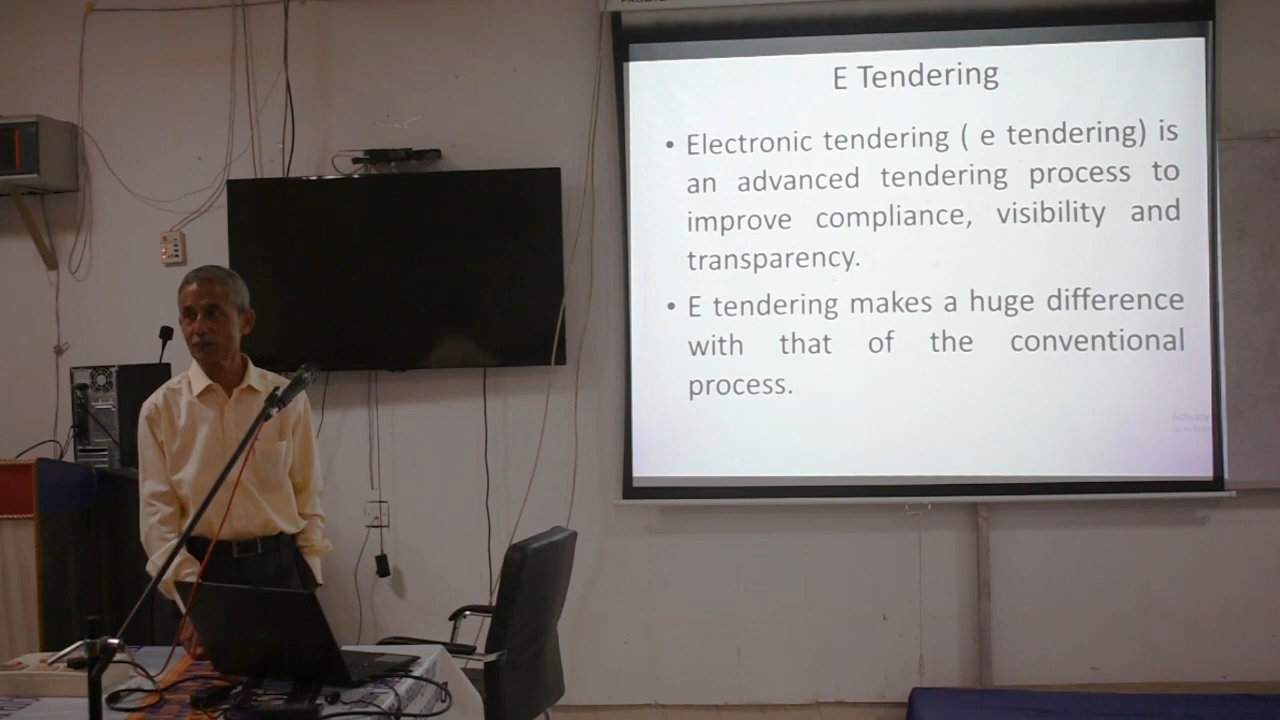 E Tendering
• Electronic tendering ( e tendering) is
an advanced tendering process to
improve compliance, visibility and
transparency.
• E tendering makes a huge difference
with that of the conventional
process.